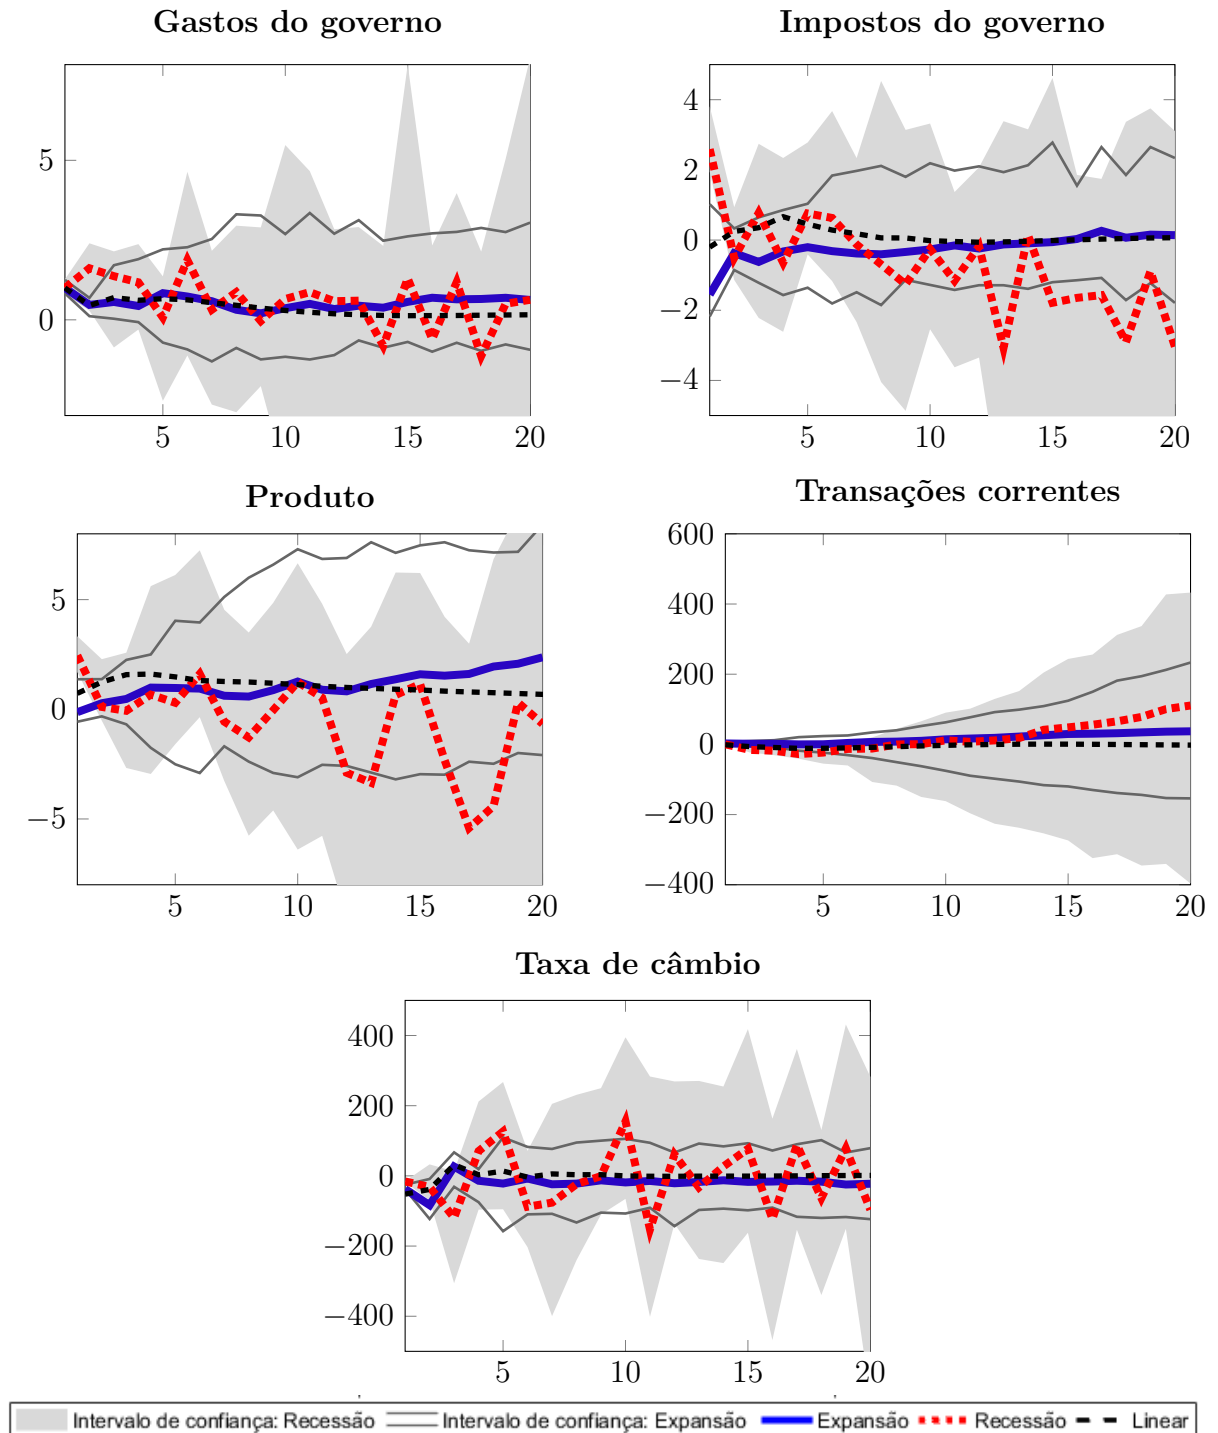 Gastos do governo
Impostos do governo
5
0
5 10 15 20
4
2
0
−2
−4
5 10 15 20
Produto
Transações correntes
5
0
−5
5 10 15 20
600
400
200
0
−200
−400
5 10 15 20
Taxa de câmbio
400
200
0
−200
−400
5 10 15 20
Intervalo de confiança: Recessão Intervalo de confiança: Expansão Expansão Recessão Linear